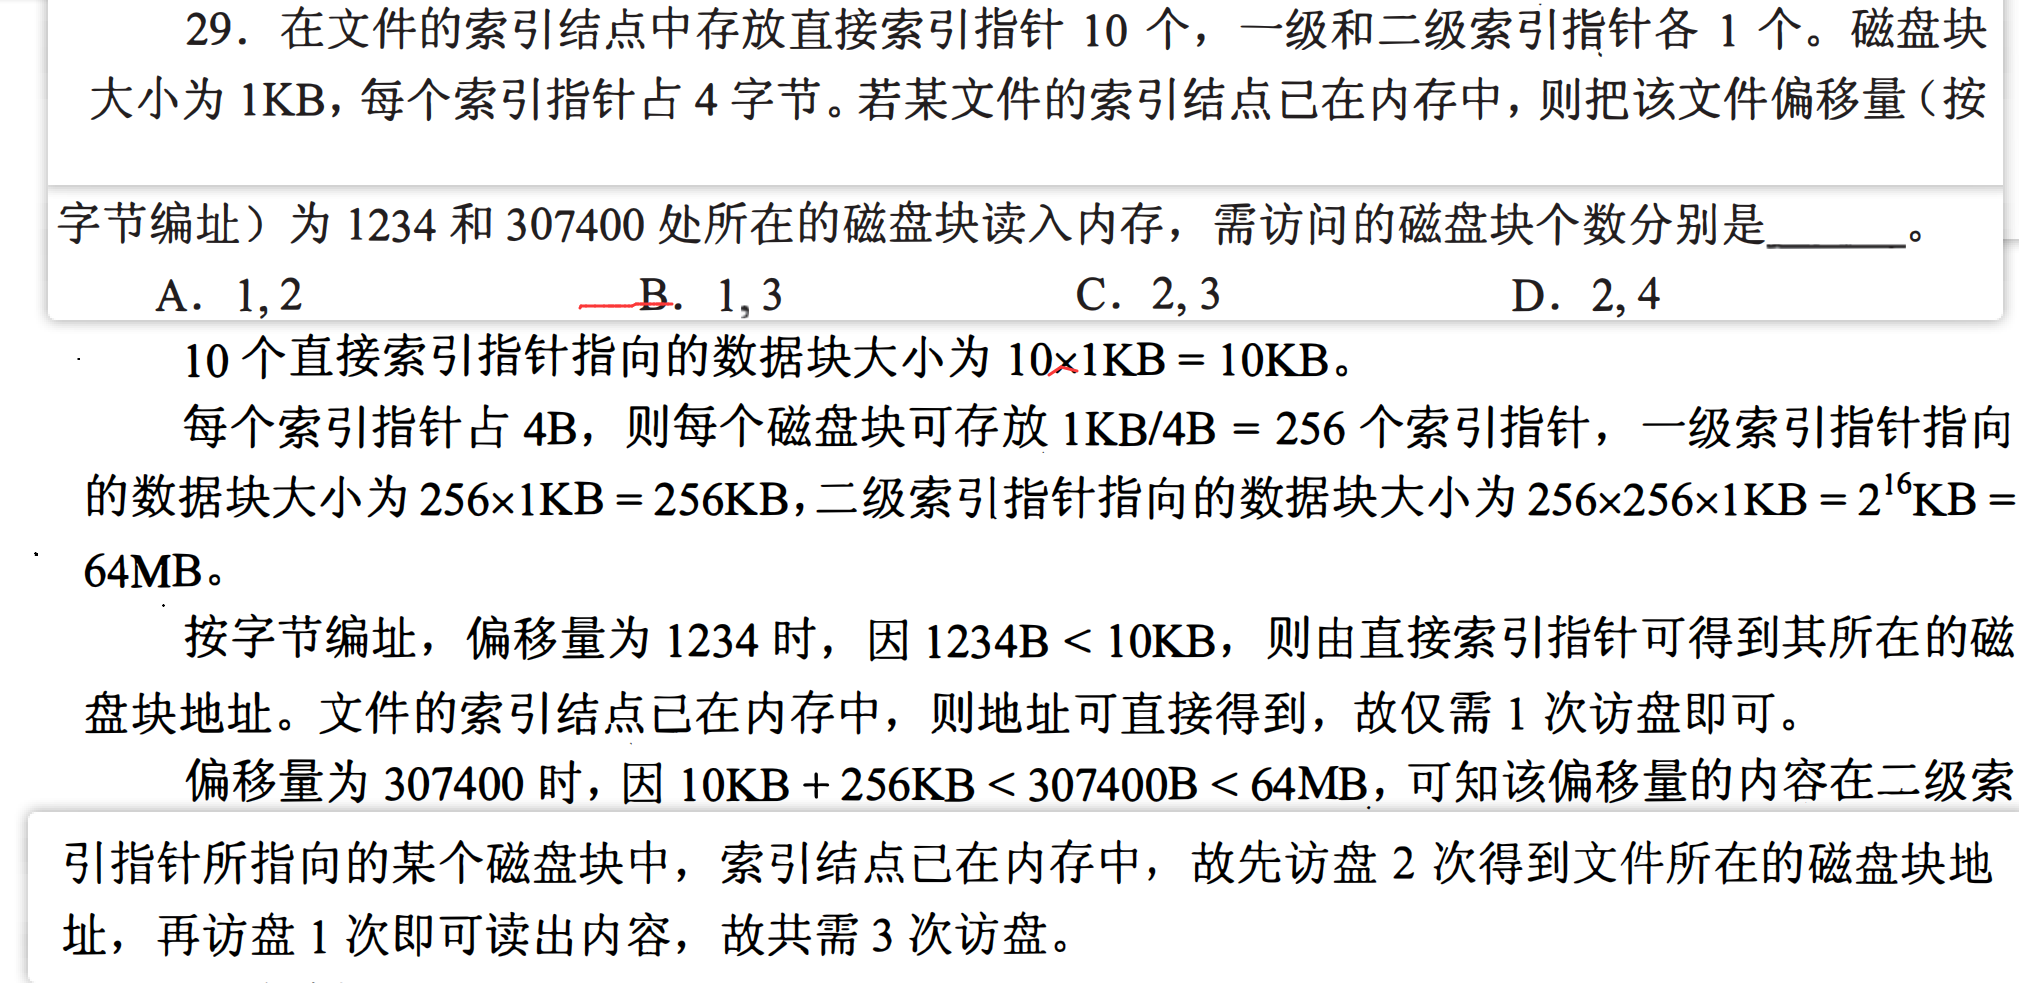 29．在文件的索引结点中存放直接索引指针 10 个，一级和二级索引指针各 1 个。磁盘块
大小为 1KB，每个索引指针占 4 字节。若某文件的索引结点已在内存中，则把该文件偏移量（按
字节编址）为 1234 和 307400 处所在的磁盘块读入内存，需访问的磁盘块个数分别是______。
A．1, 2 B．1, 3 C．2, 3 D．2, 4
10 个直接索引指针指向的数据块大小为 10×1KB = 10KB。
每个索引指针占 4B，则每个磁盘块可存放 1KB/4B = 256 个索引指针，一级索引指针指向
的数据块大小为 256×1KB = 256KB，二级索引指针指向的数据块大小为 256×256×1KB = 2¹⁶KB =
64MB。
按字节编址，偏移量为 1234 时，因 1234B < 10KB，则由直接索引指针可得到其所在的磁
盘块地址。文件的索引结点已在内存中，则地址可直接得到，故仅需 1 次访盘即可。
偏移量为 307400 时，因 10KB + 256KB < 307400B < 64MB，可知该偏移量的内容在二级索
引指针所指向的某个磁盘块中，索引结点已在内存中，故先访盘 2 次得到文件所在的磁盘块地
址，再访盘 1 次即可读出内容，故共需 3 次访盘。